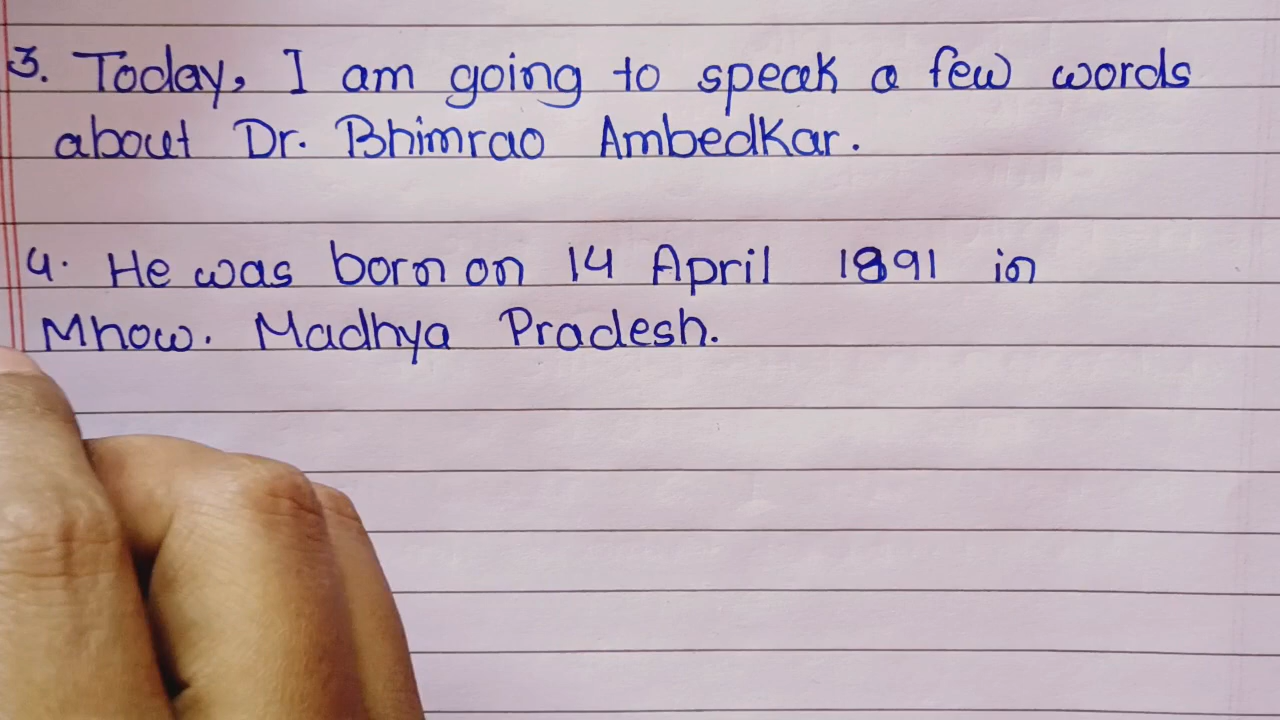 3. Today, I am going to speak a few words
about Dr. Bhimrao Ambedkar.
4. He was born on 14 April 1891 in
Mhow. Madhya Pradesh.